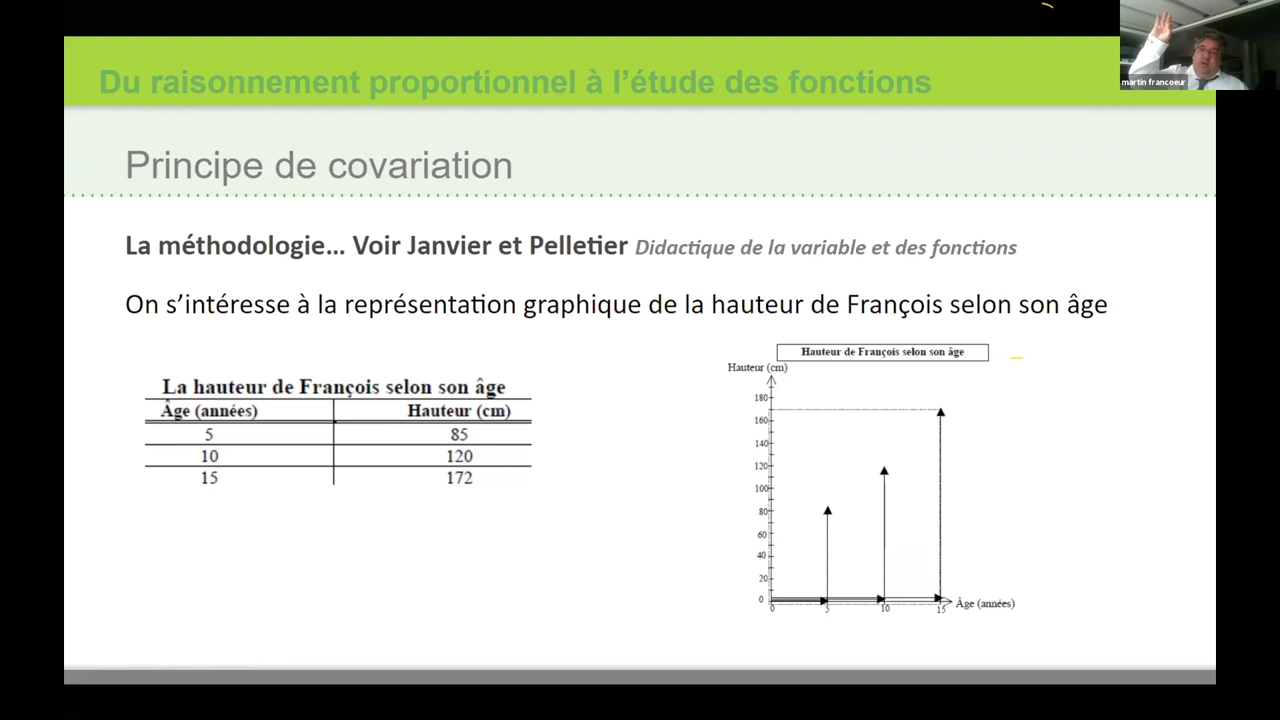 Du raisonnement proportionnel à l'étude des fonctions
martin francoeur
Principe de covariation
La méthodologie... Voir Janvier et Pelletier Didactique de la variable et des fonctions
On s'intéresse à la représentation graphique de la hauteur de François selon son âge
La hauteur de François selon son âge
Âge (années) Hauteur (cm)
5 85
10 120
15 172
Hauteur de François selon son âge
Hauteur (cm)
180
160
140
120
100
80
60
40
20
0
0 5 10 15 Âge (années)